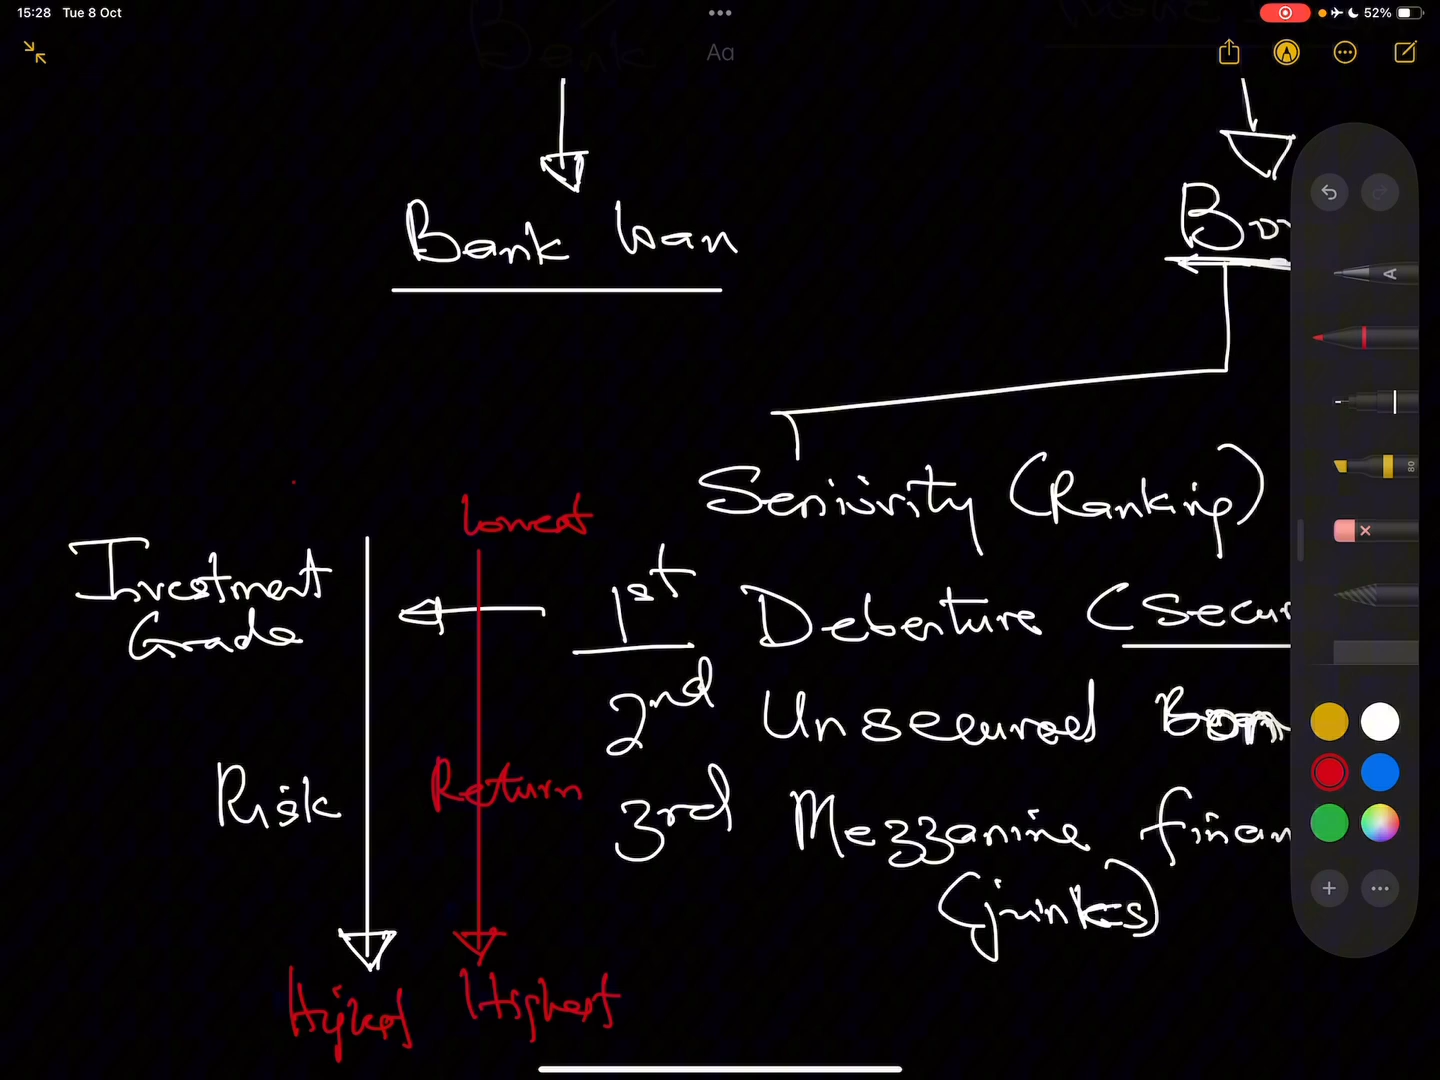 15:28 Tue 8 Oct
52%
Aa
Bank loan
Seniority (Ranking)
Lowest
Investment
Grade
1st Debenture (Secur
2nd Unsecured Bon
Risk
Return
3rd Mezzanine finan
(junks)
Highest
Highest
A
80